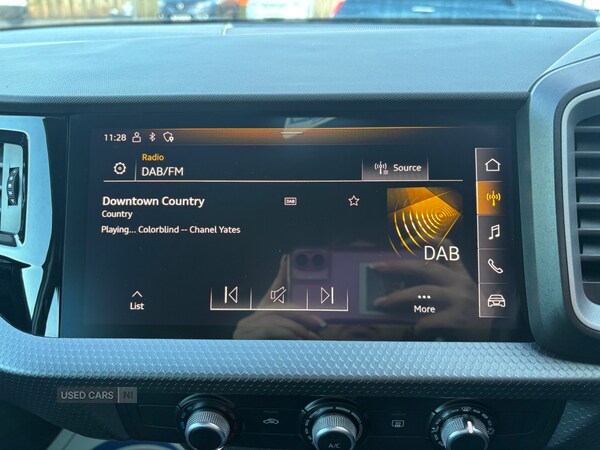 11:28
Radio
DAB/FM
Source
Downtown Country
DAB
Country
Playing... Colorblind -- Chanel Yates
DAB
List
More
USED CARS NI
A/C